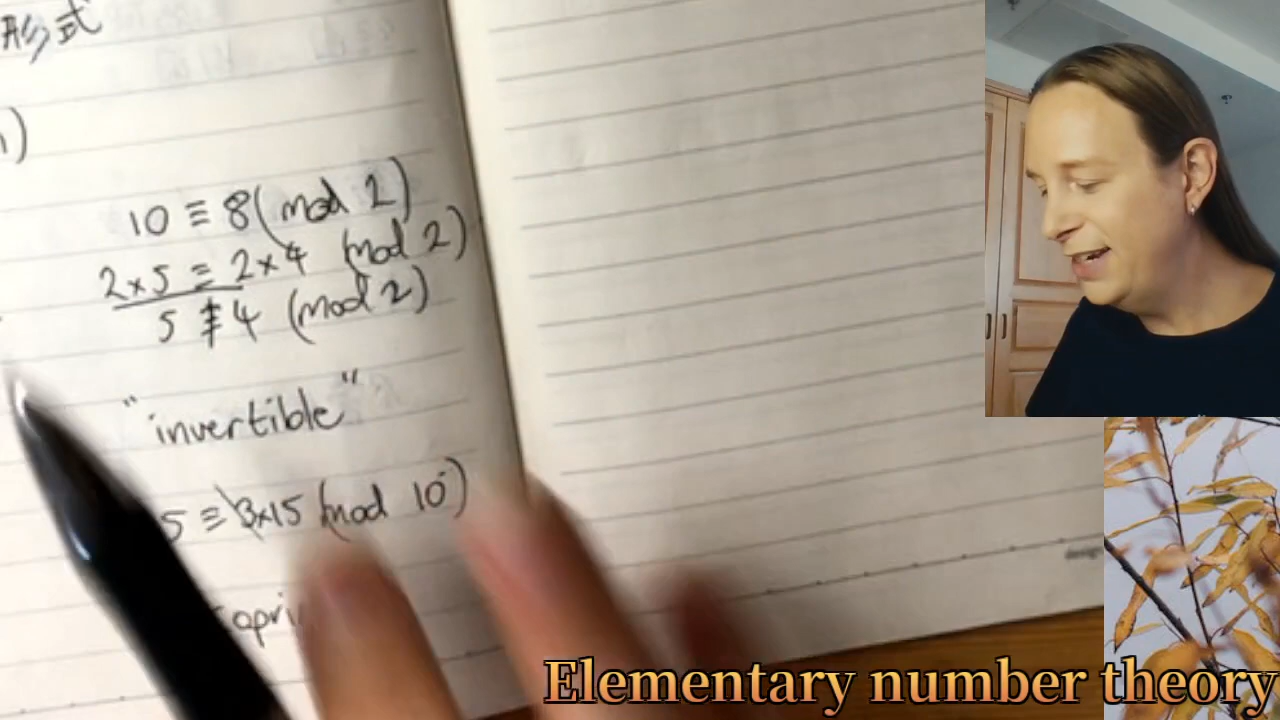 形式
10 ≡ 8 (mod 2)
2×5 ≡ 2×4 (mod 2)
5 ≢ 4 (mod 2)
"invertible"
5 ≡ 3×15 (mod 10)
Elementary number theory